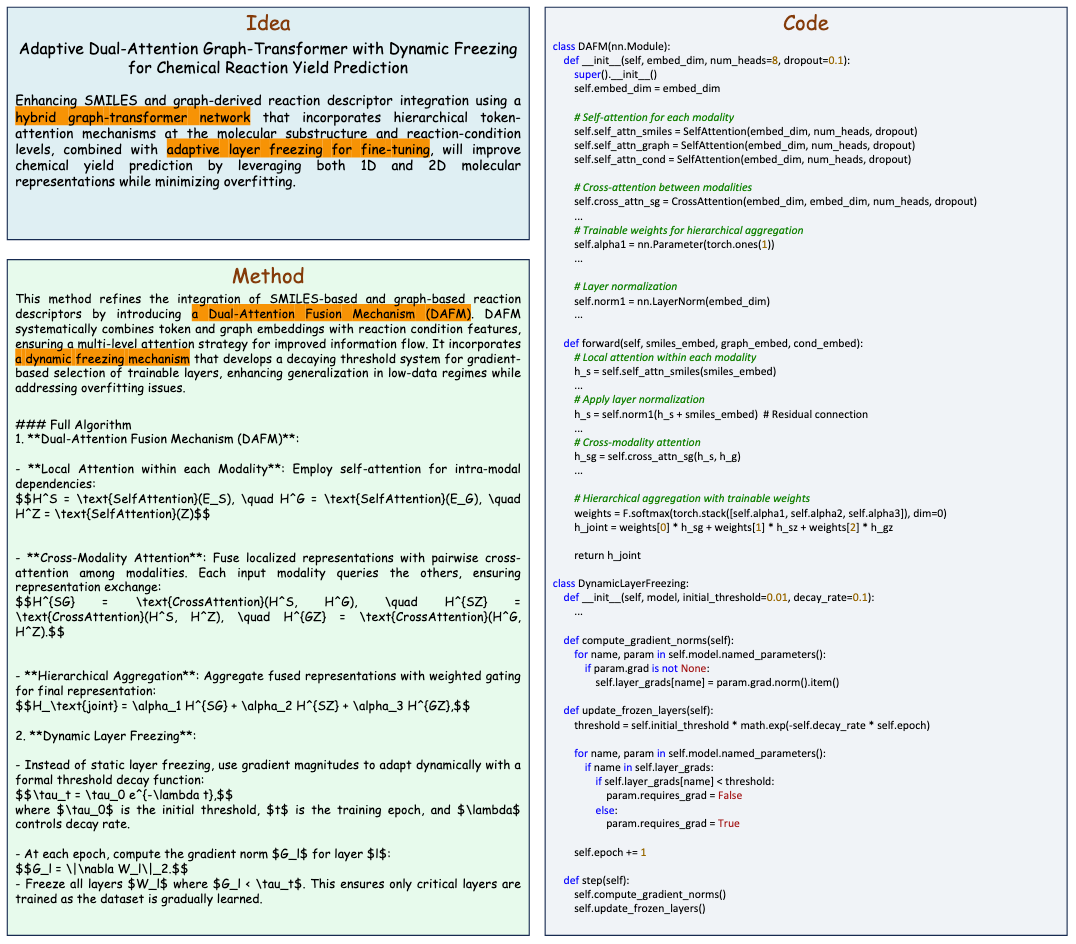 Idea
Adaptive Dual-Attention Graph-Transformer with Dynamic Freezing
for Chemical Reaction Yield Prediction
Enhancing SMILES and graph-derived reaction descriptor integration using a
hybrid graph-transformer network that incorporates hierarchical token-
attention mechanisms at the molecular substructure and reaction-condition
levels, combined with adaptive layer freezing for fine-tuning, will improve
chemical yield prediction by leveraging both 1D and 2D molecular
representations while minimizing overfitting.
Method
This method refines the integration of SMILES-based and graph-based reaction
descriptors by introducing a Dual-Attention Fusion Mechanism (DAFM). DAFM
systematically combines token and graph embeddings with reaction condition features,
ensuring a multi-level attention strategy for improved information flow. It incorporates
a dynamic freezing mechanism that develops a decaying threshold system for gradient-
based selection of trainable layers, enhancing generalization in low-data regimes while
addressing overfitting issues.
### Full Algorithm
1. **Dual-Attention Fusion Mechanism (DAFM)**:
- **Local Attention within each Modality**: Employ self-attention for intra-modal
dependencies:
$$H^S = \text{SelfAttention}(E_S), \quad H^G = \text{SelfAttention}(E_G), \quad
H^Z = \text{SelfAttention}(Z)$$
- **Cross-Modality Attention**: Fuse localized representations with pairwise cross-
attention among modalities. Each input modality queries the others, ensuring
representation exchange:
$$H^{SG} = \text{CrossAttention}(H^S, H^G), \quad H^{SZ} =
\text{CrossAttention}(H^S, H^Z), \quad H^{GZ} = \text{CrossAttention}(H^G,
H^Z).$$
- **Hierarchical Aggregation**: Aggregate fused representations with weighted gating
for final representation:
$$H_\text{joint} = \alpha_1 H^{SG} + \alpha_2 H^{SZ} + \alpha_3 H^{GZ},$$
2. **Dynamic Layer Freezing**:
- Instead of static layer freezing, use gradient magnitudes to adapt dynamically with a
formal threshold decay function:
$$\tau_t = \tau_0 e^{-\lambda t},$$
where $\tau_0$ is the initial threshold, $t$ is the training epoch, and $\lambda$
controls decay rate.
- At each epoch, compute the gradient norm $G_l$ for layer $l$:
$$G_l = \|\nabla W_l\|_2.$$
- Freeze all layers $W_l$ where $G_l < \tau_t$. This ensures only critical layers are
trained as the dataset is gradually learned.
Code
class DAFM(nn.Module):
def __init__(self, embed_dim, num_heads=8, dropout=0.1):
super().__init__()
self.embed_dim = embed_dim
# Self-attention for each modality
self.self_attn_smiles = SelfAttention(embed_dim, num_heads, dropout)
self.self_attn_graph = SelfAttention(embed_dim, num_heads, dropout)
self.self_attn_cond = SelfAttention(embed_dim, num_heads, dropout)
# Cross-attention between modalities
self.cross_attn_sg = CrossAttention(embed_dim, embed_dim, num_heads, dropout)
...
# Trainable weights for hierarchical aggregation
self.alpha1 = nn.Parameter(torch.ones(1))
...
# Layer normalization
self.norm1 = nn.LayerNorm(embed_dim)
...
def forward(self, smiles_embed, graph_embed, cond_embed):
# Local attention within each modality
h_s = self.self_attn_smiles(smiles_embed)
...
# Apply layer normalization
h_s = self.norm1(h_s + smiles_embed) # Residual connection
...
# Cross-modality attention
h_sg = self.cross_attn_sg(h_s, h_g)
...
# Hierarchical aggregation with trainable weights
weights = F.softmax(torch.stack([self.alpha1, self.alpha2, self.alpha3]), dim=0)
h_joint = weights[0] * h_sg + weights[1] * h_sz + weights[2] * h_gz
return h_joint
class DynamicLayerFreezing:
def __init__(self, model, initial_threshold=0.01, decay_rate=0.1):
...
def compute_gradient_norms(self):
for name, param in self.model.named_parameters():
if param.grad is not None:
self.layer_grads[name] = param.grad.norm().item()
def update_frozen_layers(self):
threshold = self.initial_threshold * math.exp(-self.decay_rate * self.epoch)
for name, param in self.model.named_parameters():
if name in self.layer_grads:
if self.layer_grads[name] < threshold:
param.requires_grad = False
else:
param.requires_grad = True
self.epoch += 1
def step(self):
self.compute_gradient_norms()
self.update_frozen_layers()